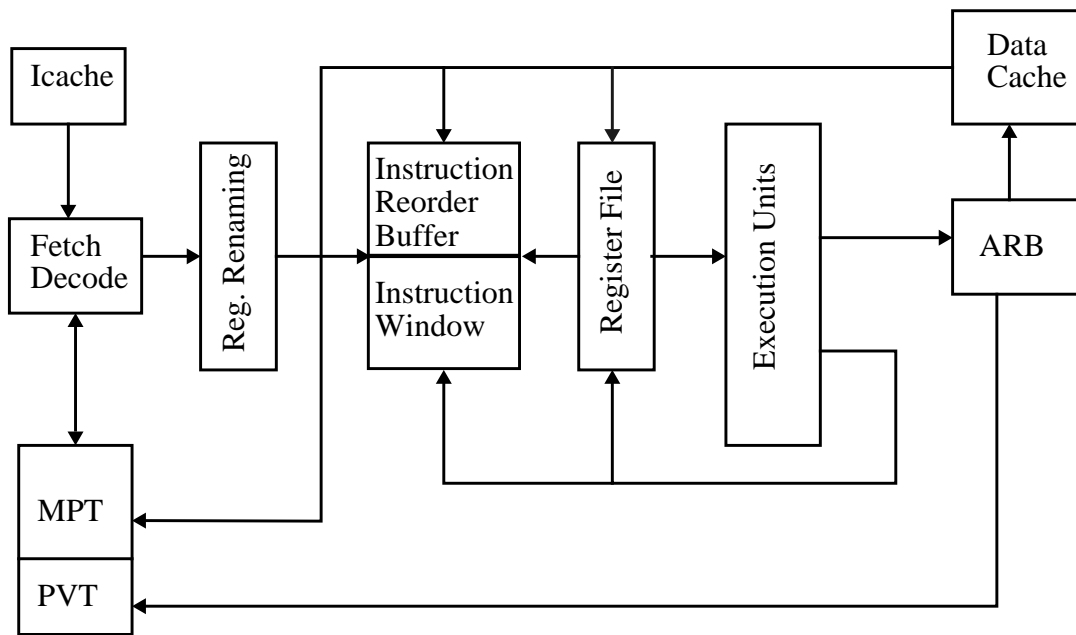 Icache
Fetch
Decode
Reg. Renaming
Instruction
Reorder
Buffer
Instruction
Window
Register File
Execution Units
Data
Cache
ARB
MPT
PVT